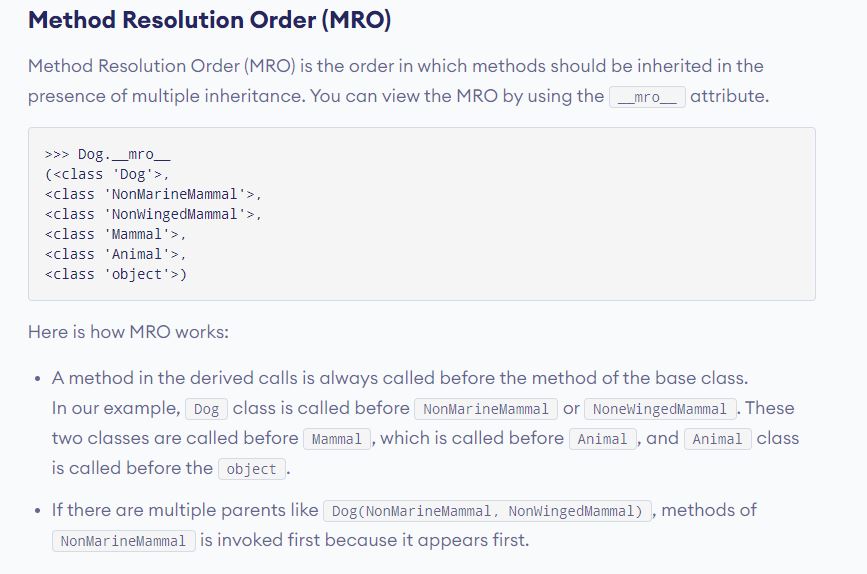 Method Resolution Order (MRO)
Method Resolution Order (MRO) is the order in which methods should be inherited in the
presence of multiple inheritance. You can view the MRO by using the __mro__ attribute.
>>> Dog.__mro__
(<class 'Dog'>,
<class 'NonMarineMammal'>,
<class 'NonWingedMammal'>,
<class 'Mammal'>,
<class 'Animal'>,
<class 'object'>)
Here is how MRO works:
• A method in the derived calls is always called before the method of the base class.
In our example, Dog class is called before NonMarineMammal or NoneWingedMammal. These
two classes are called before Mammal, which is called before Animal, and Animal class
is called before the object.
• If there are multiple parents like Dog(NonMarineMammal, NonWingedMammal), methods of
NonMarineMammal is invoked first because it appears first.